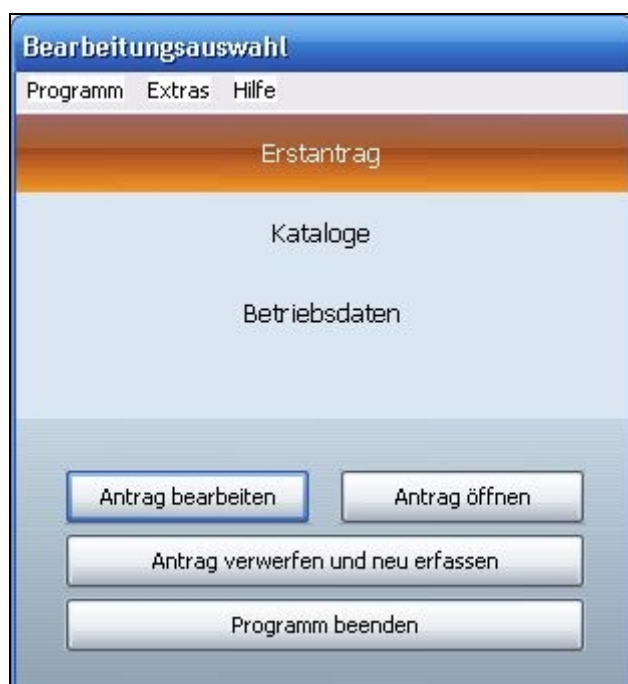 Bearbeitungsauswahl
Programm Extras Hilfe
Erstantrag
Kataloge
Betriebsdaten
Antrag bearbeiten Antrag öffnen
Antrag verwerfen und neu erfassen
Programm beenden